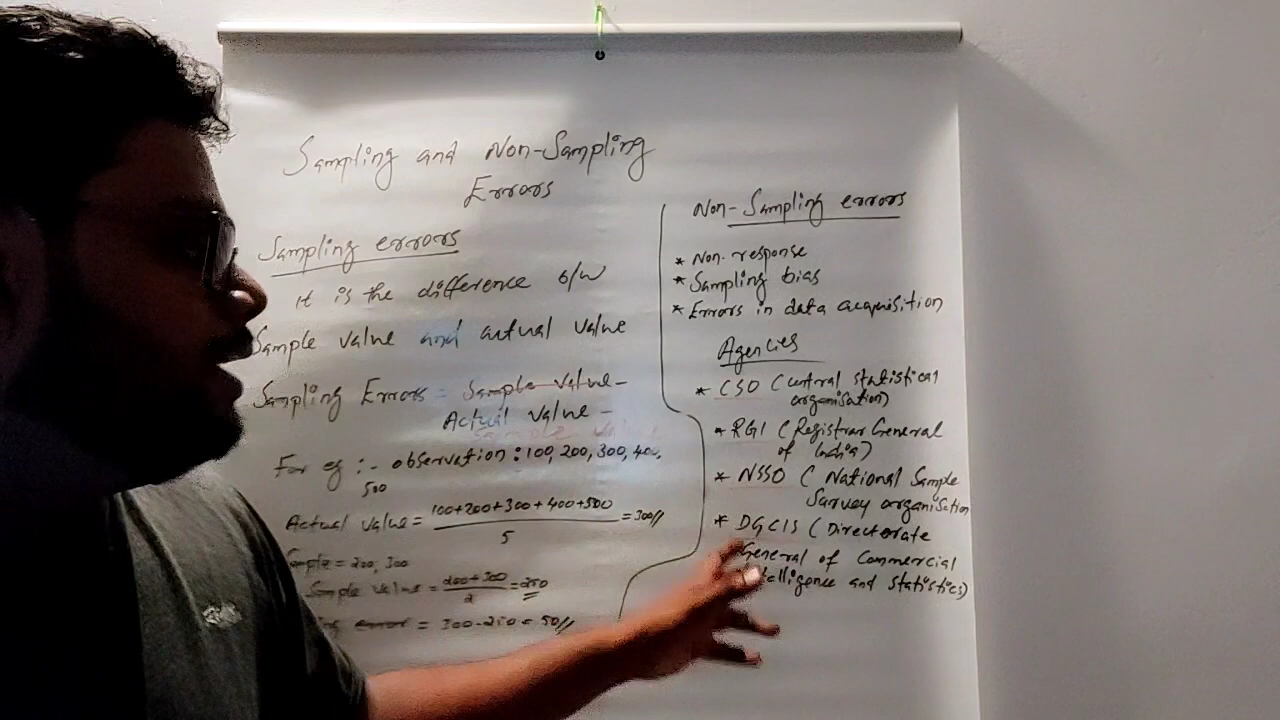 Sampling and Non-Sampling
Errors
Sampling errors
It is the difference b/w
Sample value and actual value
Sampling Errors = Sample value -
Actual value -
For eg :- observation : 100, 200, 300, 400,
500
Actual value = 100+200+300+400+500 / 5 = 300//
Sample = 200, 300
Sample value = 200+300 / 2 = 250
error = 300-250 = 50//
Non-Sampling errors
* Non-response
* Sampling bias
* Errors in data acquisition
Agencies
* CSO (Central Statistical
organisation)
* RGI (Registrar General
of India)
* NSSO (National Sample
Survey organisation
* DGCIS (Directorate
General of Commercial
Intelligence and Statistics)